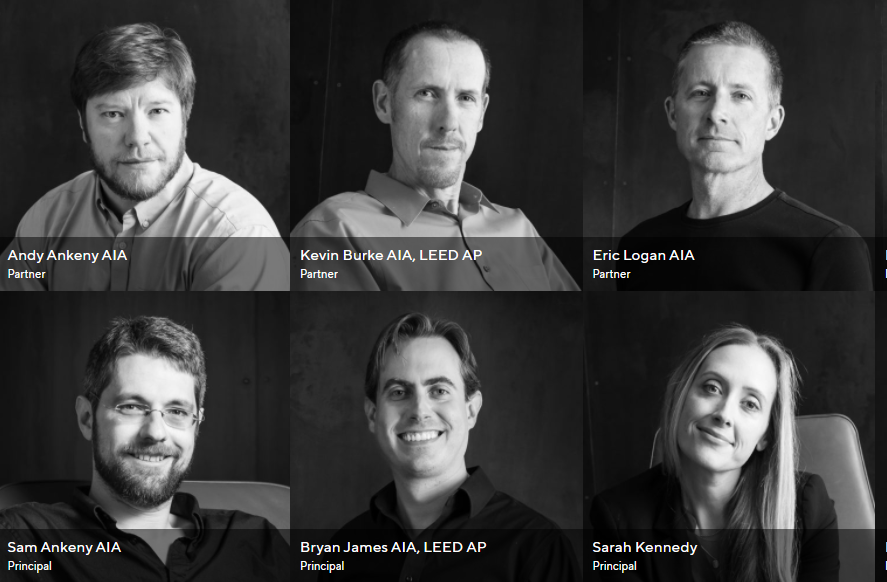 Andy Ankeny AIA
Partner
Kevin Burke AIA, LEED AP
Partner
Eric Logan AIA
Partner
Sam Ankeny AIA
Principal
Bryan James AIA, LEED AP
Principal
Sarah Kennedy
Principal